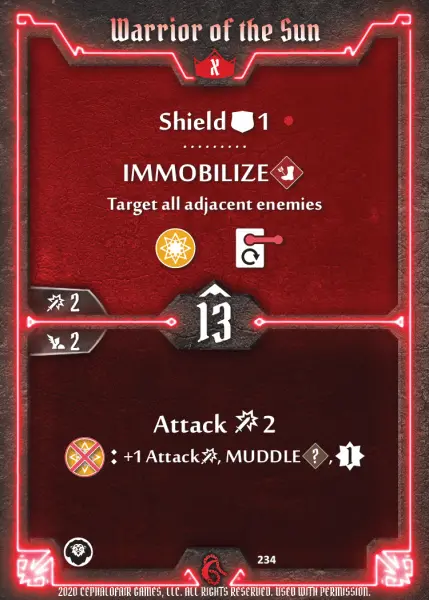 Warrior of the Sun
X
Shield 1
IMMOBILIZE
Target all adjacent enemies
2
13
2
Attack 2
: +1 Attack, MUDDLE ?, 1
234
2020 CEPHALOFAIR GAMES, LLC. ALL RIGHTS RESERVED. USED WITH PERMISSION.